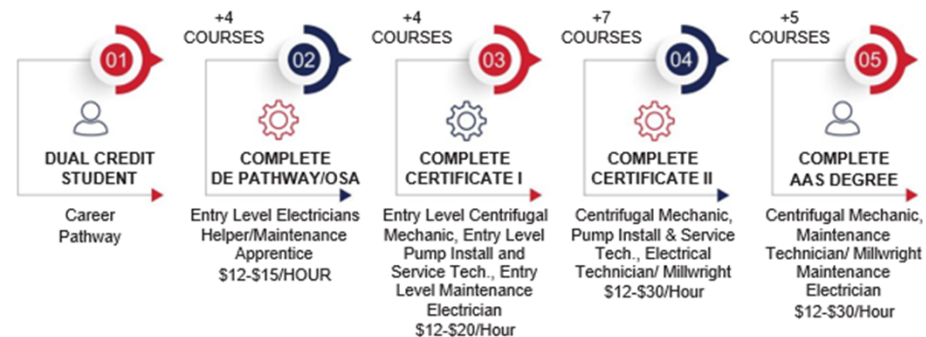 01
DUAL CREDIT
STUDENT
Career
Pathway
+4
COURSES
02
COMPLETE
DE PATHWAY/OSA
Entry Level Electricians
Helper/Maintenance
Apprentice
$12-$15/HOUR
+4
COURSES
03
COMPLETE
CERTIFICATE I
Entry Level Centrifugal
Mechanic, Entry Level
Pump Install and
Service Tech., Entry
Level Maintenance
Electrician
$12-$20/Hour
+7
COURSES
04
COMPLETE
CERTIFICATE II
Centrifugal Mechanic,
Pump Install & Service
Tech., Electrical
Technician/ Millwright
$12-$30/Hour
+5
COURSES
05
COMPLETE
AAS DEGREE
Centrifugal Mechanic,
Maintenance
Technician/ Millwright
Maintenance
Electrician
$12-$30/Hour